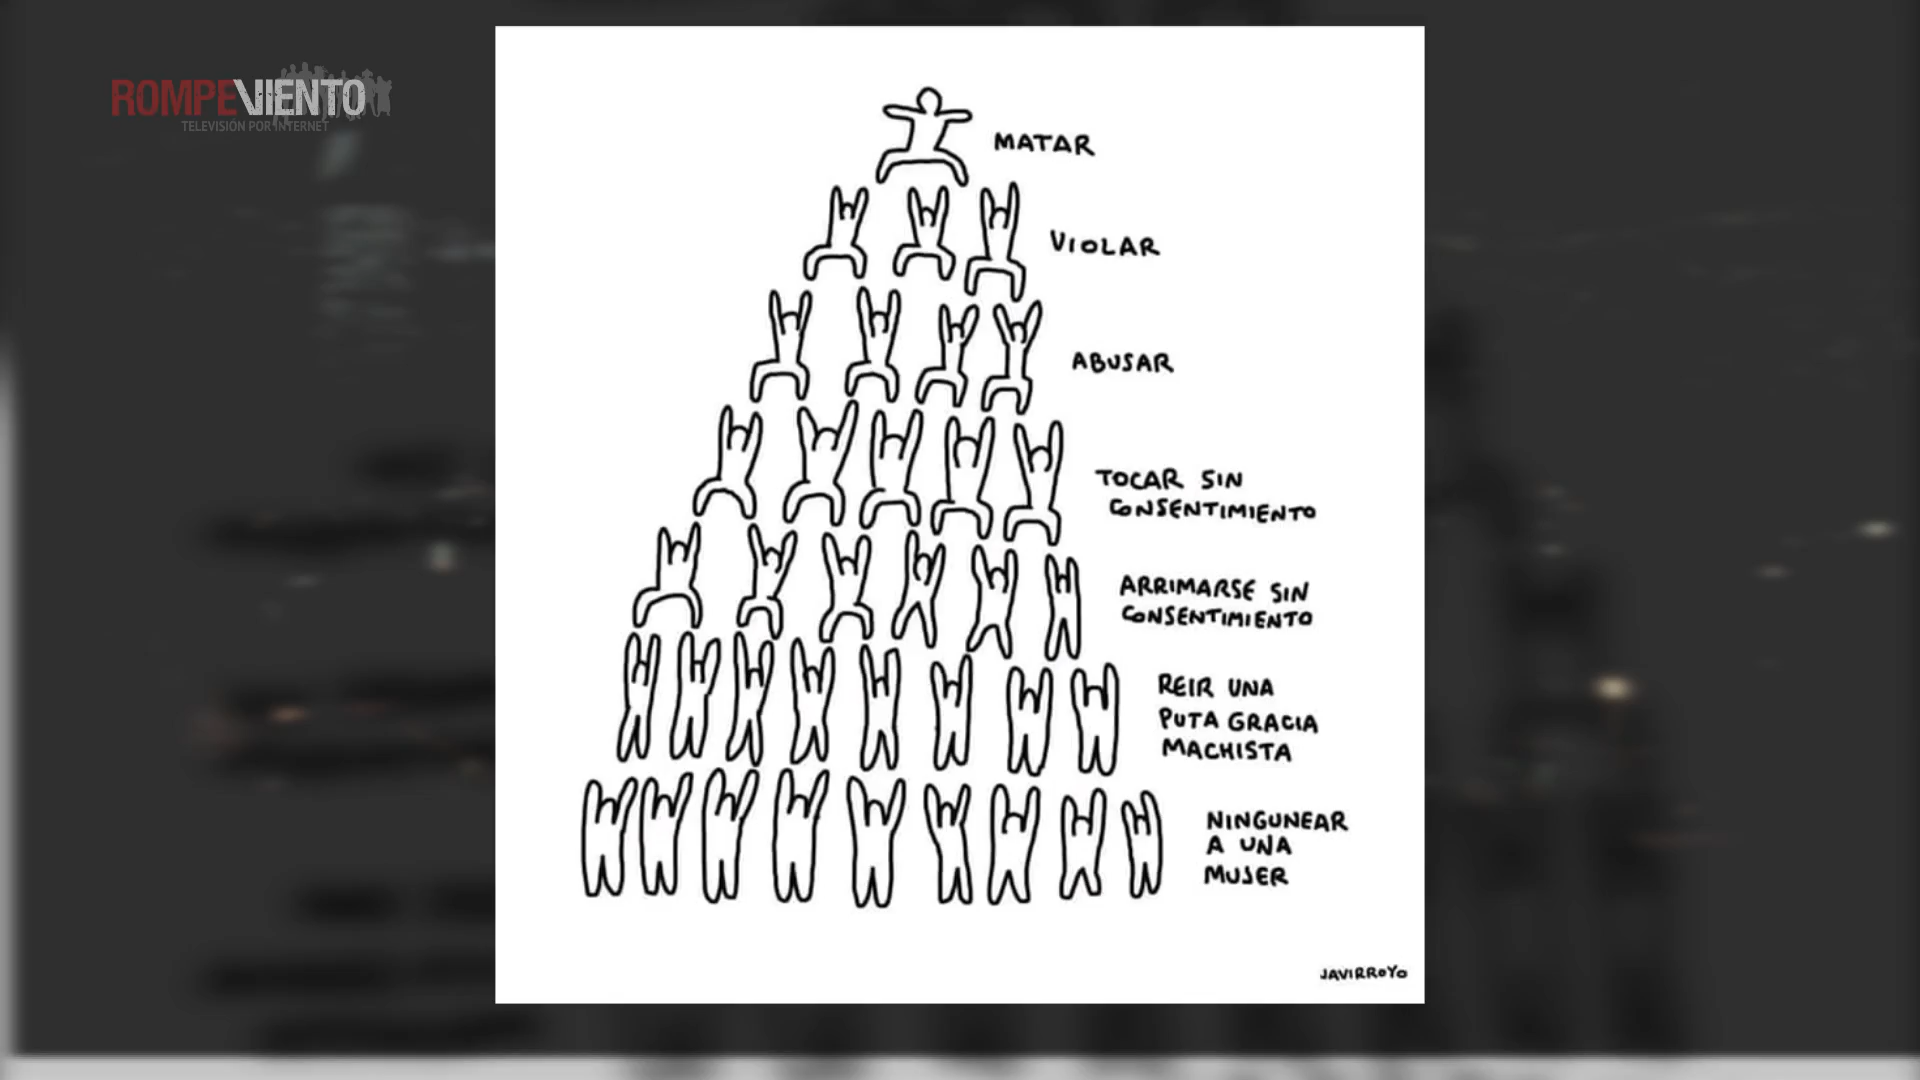 ROMPEVIENTO
TELEVISIÓN POR INTERNET
MATAR
VIOLAR
ABUSAR
TOCAR SIN
CONSENTIMIENTO
ARRIMARSE SIN
CONSENTIMIENTO
REIR UNA
PUTA GRACIA
MACHISTA
NINGUNEAR
A UNA
MUJER
JAVIRROYO